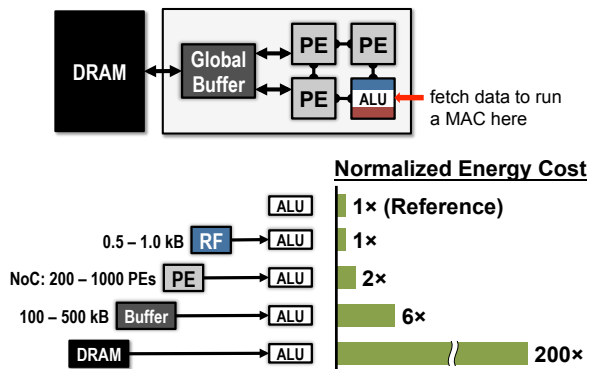 DRAM
Global
Buffer
PE
PE
PE
ALU
fetch data to run
a MAC here
Normalized Energy Cost
ALU
1× (Reference)
0.5 – 1.0 kB
RF
ALU
1×
NoC: 200 – 1000 PEs
PE
ALU
2×
100 – 500 kB
Buffer
ALU
6×
DRAM
ALU
200×